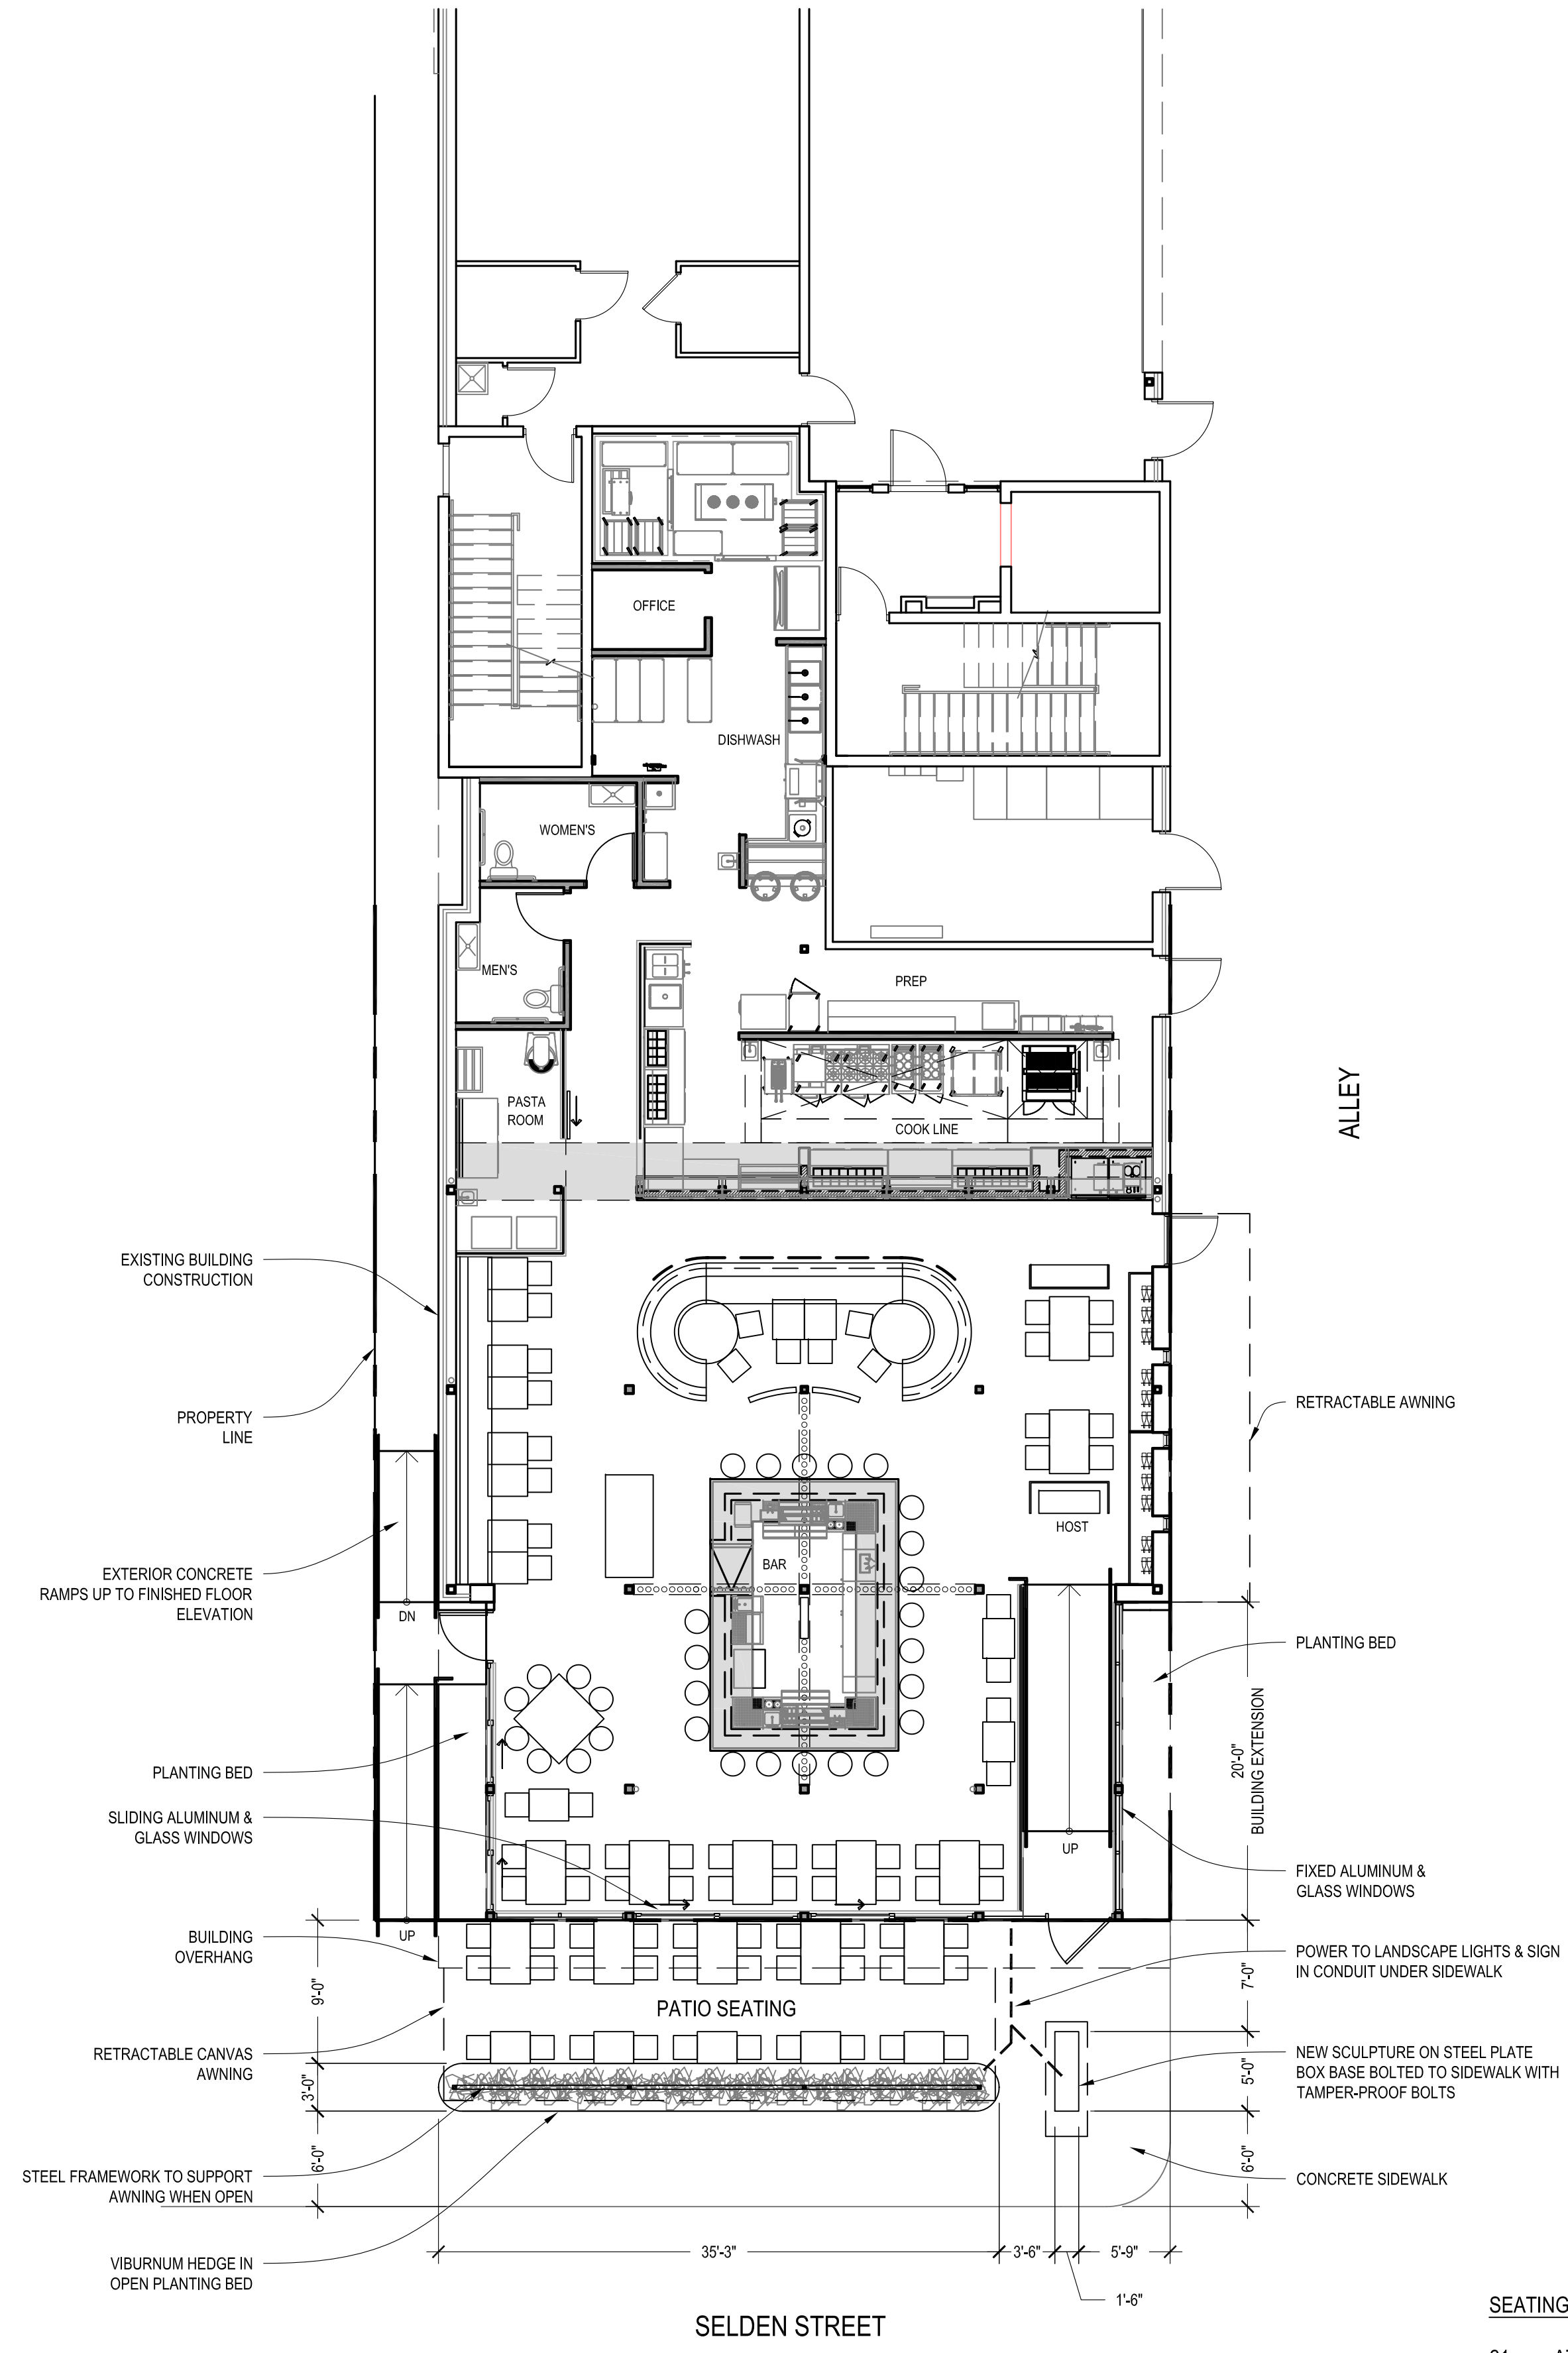 OFFICE
DISHWASH
WOMEN'S
MEN'S
PREP
PASTA
ROOM
COOK LINE
ALLEY
EXISTING BUILDING
CONSTRUCTION
PROPERTY
LINE
RETRACTABLE AWNING
HOST
BAR
EXTERIOR CONCRETE
RAMPS UP TO FINISHED FLOOR
ELEVATION
DN
PLANTING BED
20'-0"
BUILDING EXTENSION
PLANTING BED
SLIDING ALUMINUM &
GLASS WINDOWS
UP
FIXED ALUMINUM &
GLASS WINDOWS
BUILDING
OVERHANG
UP
POWER TO LANDSCAPE LIGHTS & SIGN
IN CONDUIT UNDER SIDEWALK
9'-0"
7'-0"
PATIO SEATING
RETRACTABLE CANVAS
AWNING
NEW SCULPTURE ON STEEL PLATE
BOX BASE BOLTED TO SIDEWALK WITH
TAMPER-PROOF BOLTS
3'-0"
5'-0"
6'-0"
6'-0"
STEEL FRAMEWORK TO SUPPORT
AWNING WHEN OPEN
CONCRETE SIDEWALK
VIBURNUM HEDGE IN
OPEN PLANTING BED
35'-3"
3'-6"
5'-9"
1'-6"
SELDEN STREET
SEATING